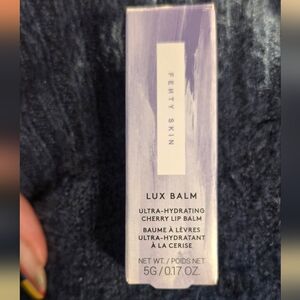 FENTY SKIN
LUX BALM
ULTRA-HYDRATING
CHERRY LIP BALM
BAUME À LÈVRES
ULTRA-HYDRATANT
À LA CERISE
NET WT. / POIDS NET
5G / 0.17 OZ.